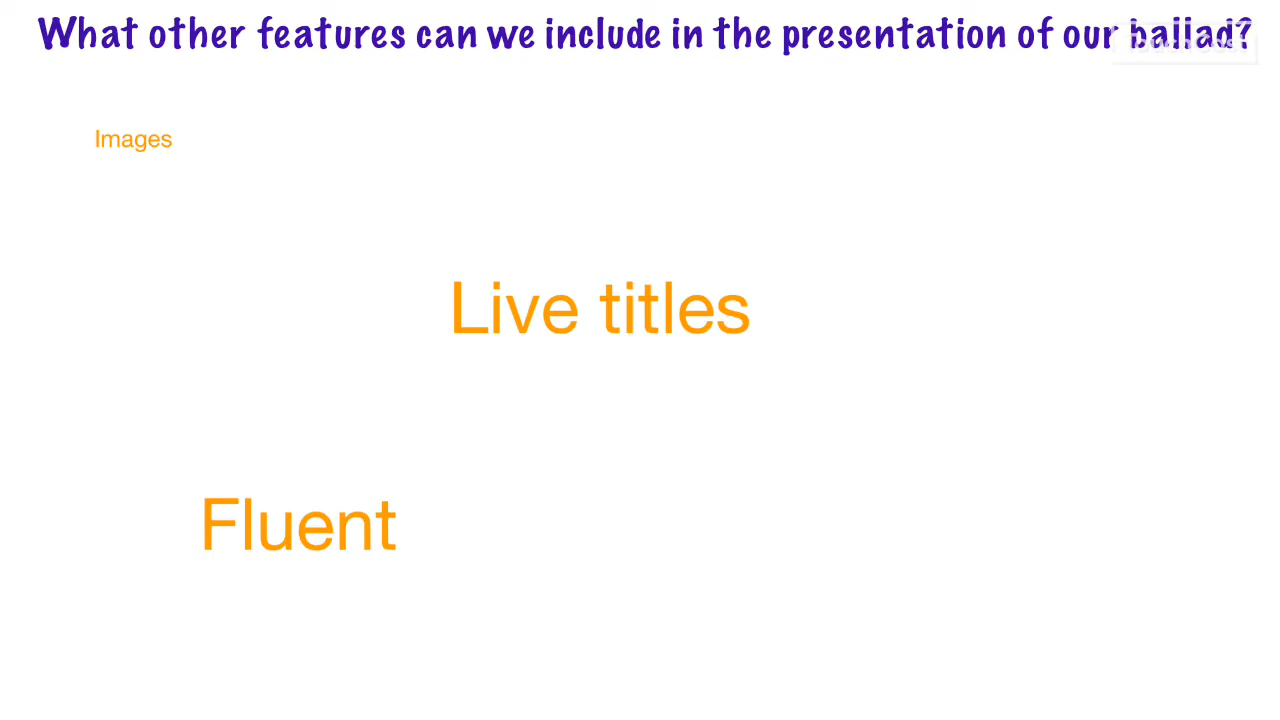 What other features can we include in the presentation of our ballad?
Images
Live titles
Fluent